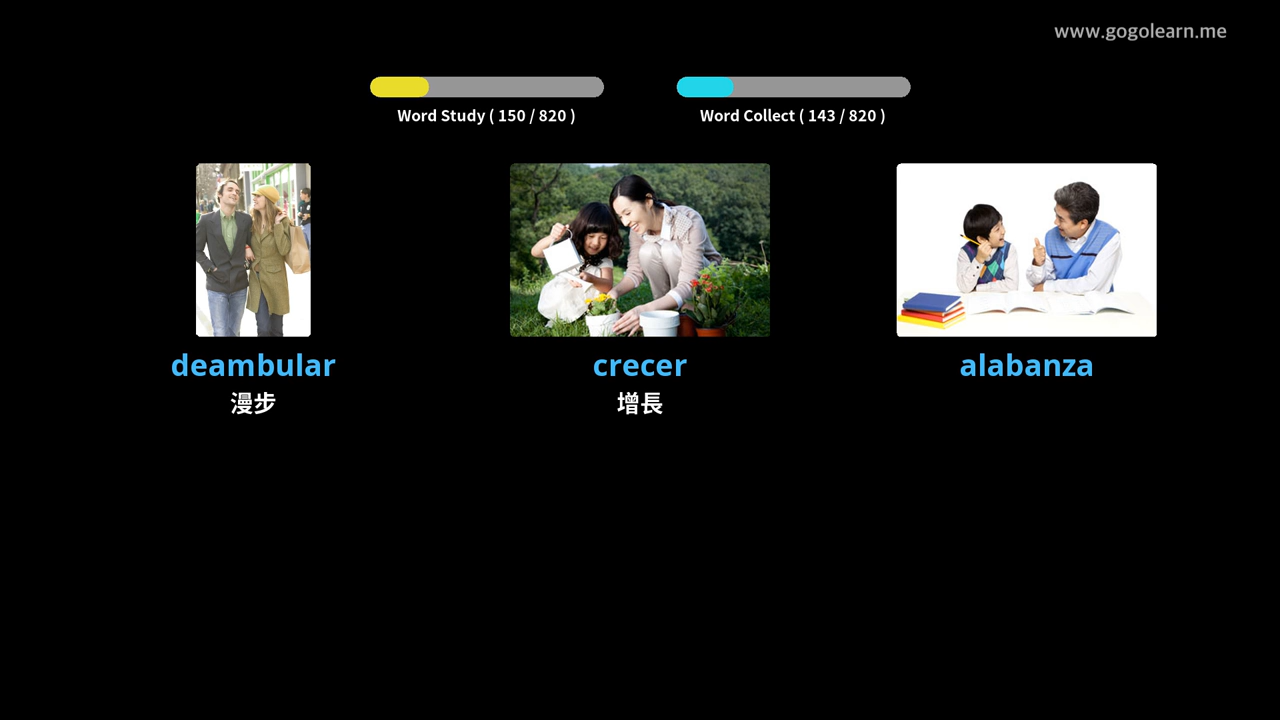 www.gogolearn.me
Word Study ( 150 / 820 )
Word Collect ( 143 / 820 )
deambular
漫步
crecer
增長
alabanza